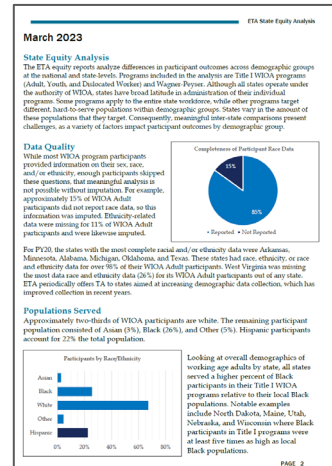 ETA State Equity Analysis
March 2023
State Equity Analysis
The ETA equity reports analyze differences in participant outcomes across demographic groups
at the national and state-levels. Programs included in the analysis are Title I WIOA programs
(Adult, Youth, and Dislocated Worker) and Wagner-Peyser. Although all states operate under
the authority of WIOA, states have broad latitude in administration of their individual
programs. Some programs apply to the entire state workforce, while other programs target
different, hard-to-serve populations within demographic groups. States vary in the amount of
these populations that they target. Consequently, meaningful inter-state comparisons present
challenges, as a variety of factors impact participant outcomes by demographic group.
Data Quality
While most WIOA program participants
provided information on their sex, race,
and/or ethnicity, enough participants skipped
these questions, that meaningful analysis is
not possible without imputation. For example,
approximately 15% of WIOA Adult
participants did not report race data, so this
information was imputed. Ethnicity-related
data were missing for 11% of WIOA Adult
participants and were likewise imputed.
Completeness of Participant Race Data
15%
85%
Reported Not Reported
For PY20, the states with the most complete racial and/or ethnicity data were Arkansas,
Minnesota, Alabama, Michigan, Oklahoma, and Texas. These states had race, ethnicity, or race
and ethnicity data for over 98% of their WIOA Adult participants. West Virginia was missing
the most data race and ethnicity data (26%) for its WIOA Adult participants out of any state.
ETA periodically offers TA to states aimed at increasing demographic data collection, which has
improved collection in recent years.
Populations Served
Approximately two-thirds of WIOA participants are white. The remaining participant
population consisted of Asian (3%), Black (26%), and Other (5%). Hispanic participants
account for 22% the total population.
Participants by Race/Ethnicity
Asian
Black
White
Other
Hispanic
0% 20% 40% 60% 80%
Looking at overall demographics of
working age adults by state, all states
served a higher percent of Black
participants in their Title I WIOA
programs relative to their local Black
populations. Notable examples
include North Dakota, Maine, Utah,
Nebraska, and Wisconsin where Black
participants in Title I programs were
at least five times as high as local
Black populations.
PAGE 2